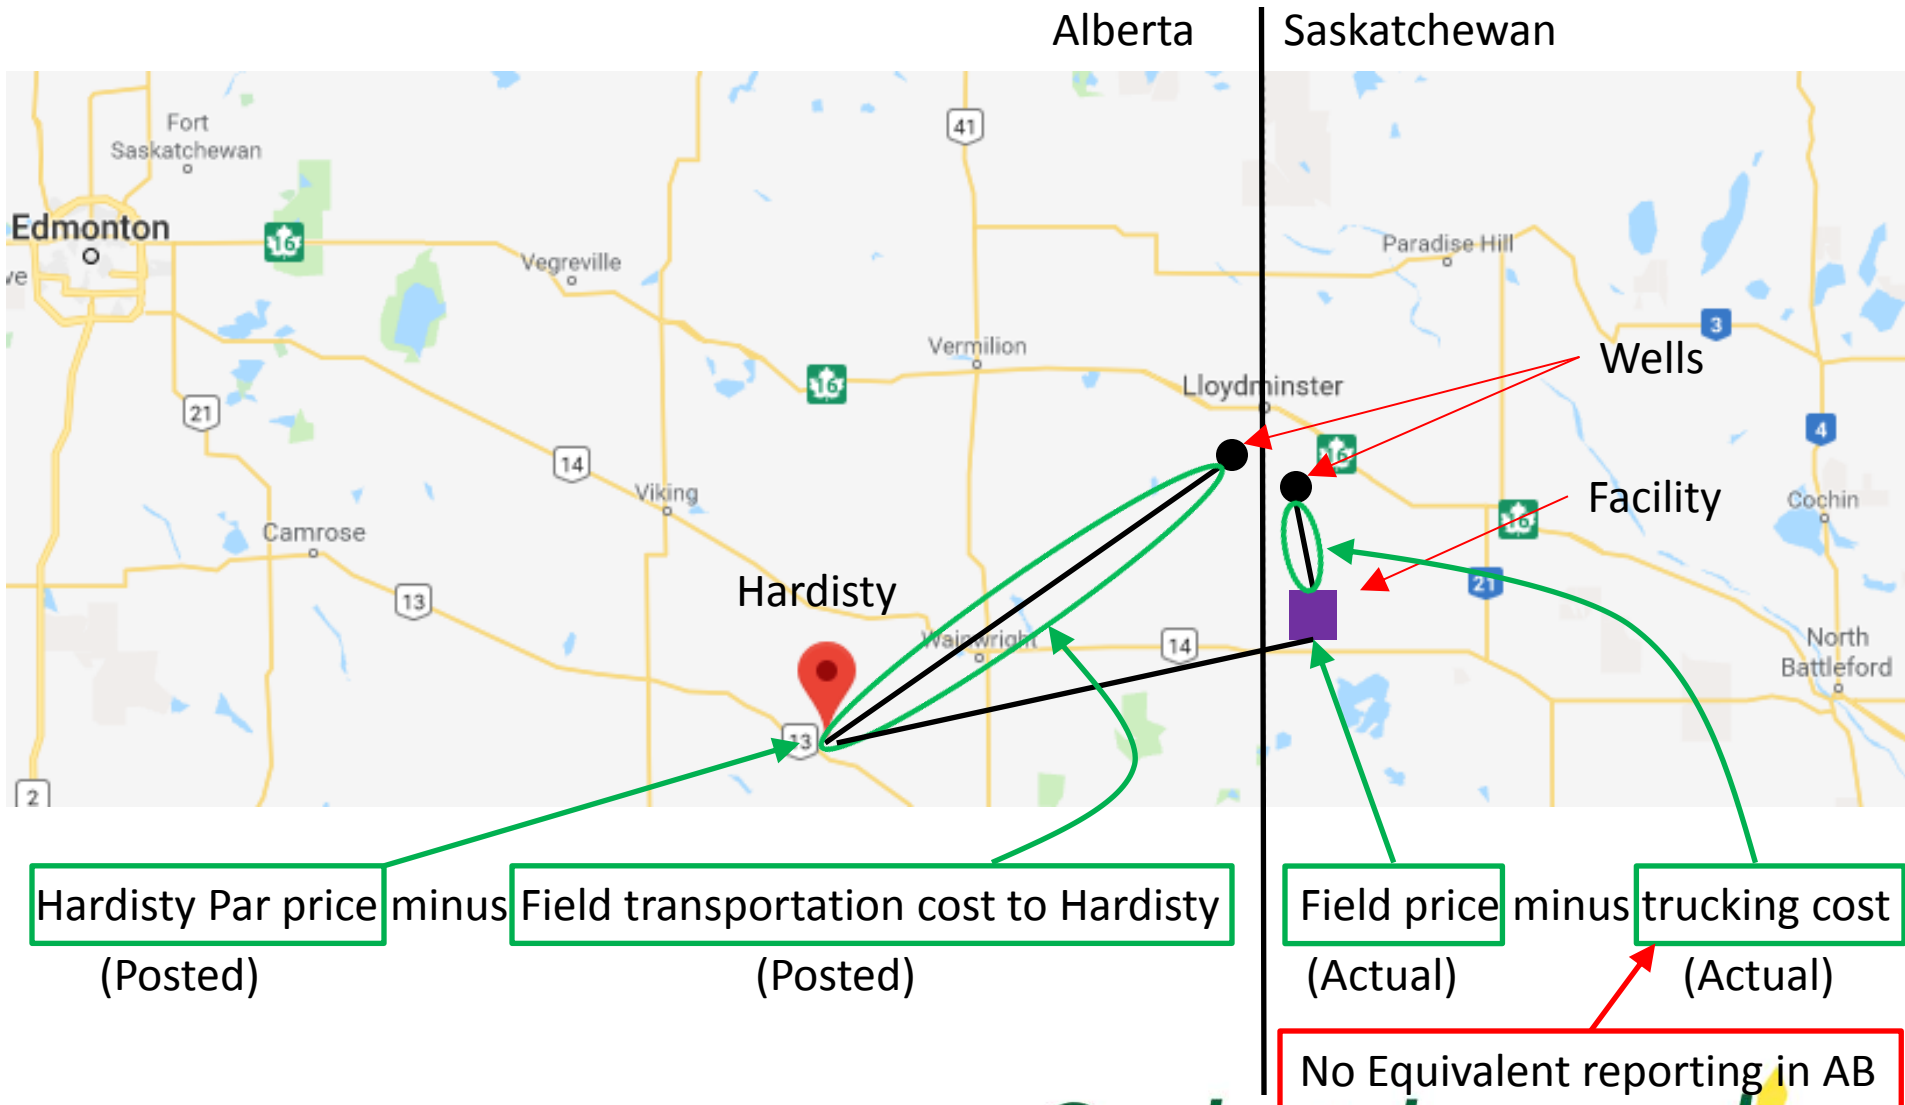 Alberta
Saskatchewan
41
Fort
Saskatchewan
Edmonton
16
Vegreville
Paradise Hill
ve
3
Vermilion
Wells
Lloydminster
16
21
4
16
14
Viking
Facility
Cochin
16
Camrose
Hardisty
21
13
Wainwright
14
North
Battleford
13
2
Hardisty Par price minus Field transportation cost to Hardisty
Field price minus trucking cost
(Posted)
(Posted)
(Actual)
(Actual)
No Equivalent reporting in AB